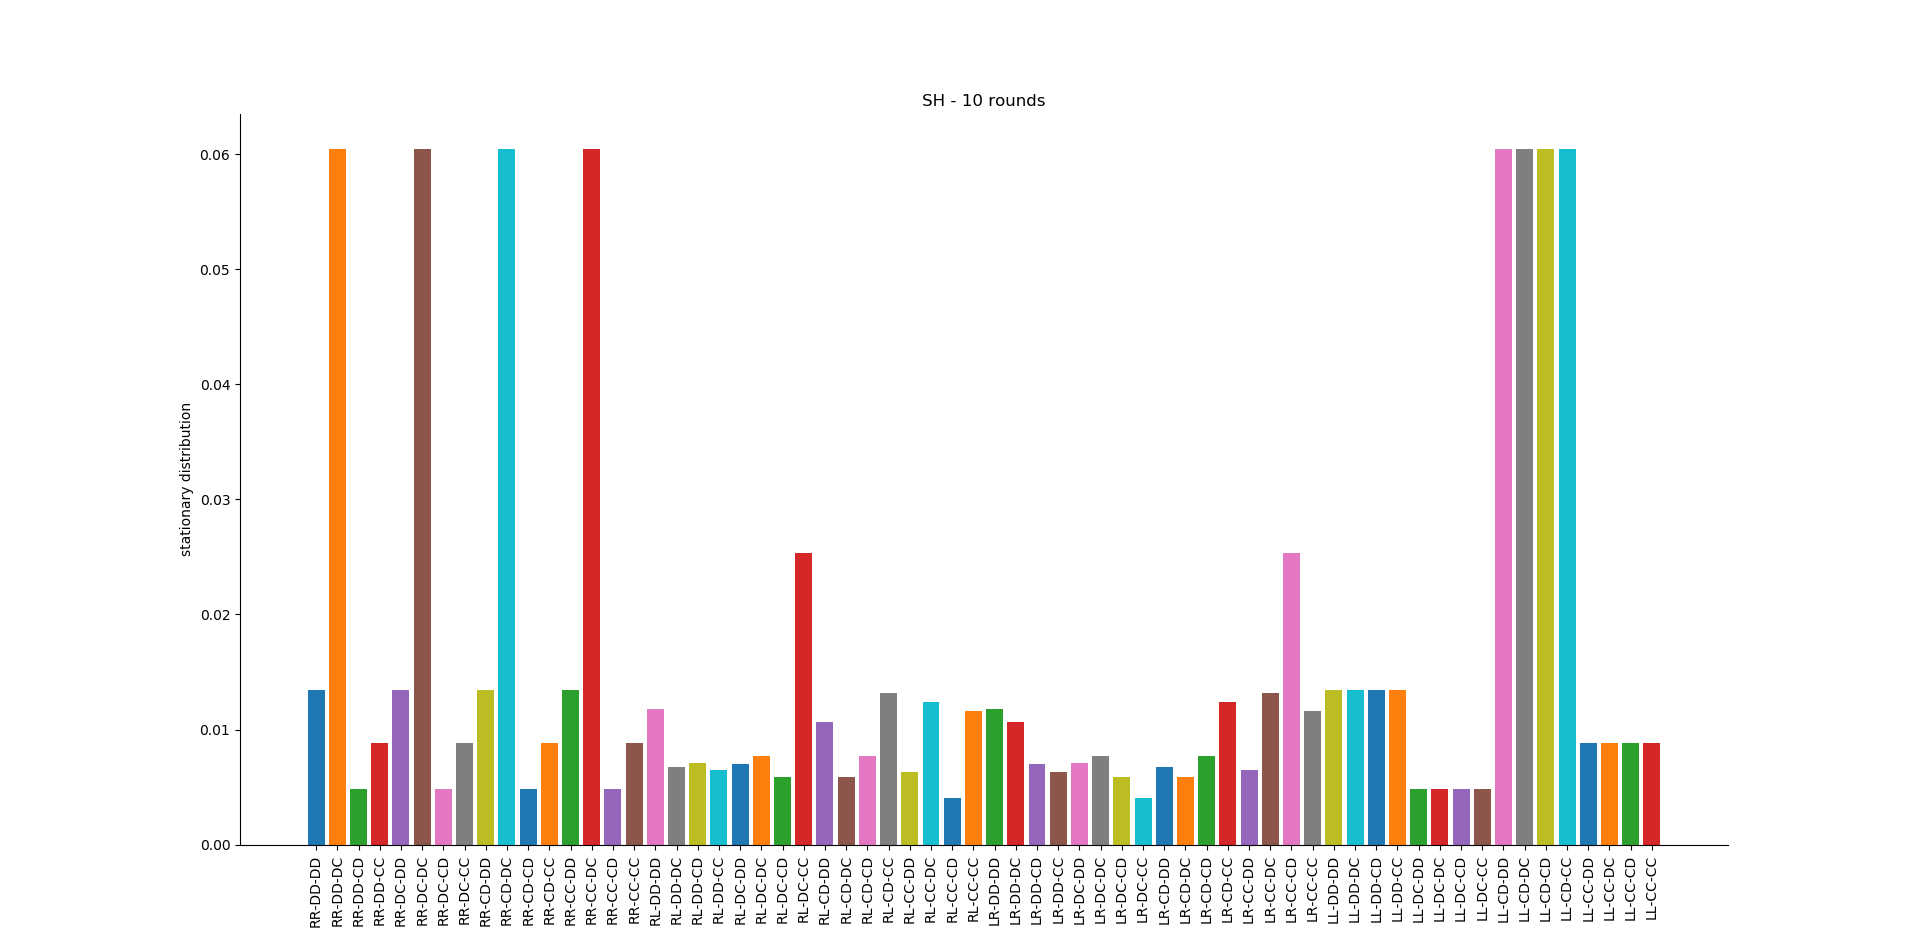 SH - 10 rounds
0.06
0.05
0.04
0.03
0.02
0.01
0.00
stationary distribution
RR-DD-DD
RR-DD-DC
RR-DD-CD
RR-DD-CC
RR-DC-DD
RR-DC-DC
RR-DC-CD
RR-DC-CC
RR-CD-DD
RR-CD-DC
RR-CD-CD
RR-CD-CC
RR-CC-DD
RR-CC-DC
RR-CC-CD
RR-CC-CC
RL-DD-DD
RL-DD-DC
RL-DD-CD
RL-DD-CC
RL-DC-DD
RL-DC-DC
RL-DC-CD
RL-DC-CC
RL-CD-DD
RL-CD-DC
RL-CD-CD
RL-CD-CC
RL-CC-DD
RL-CC-DC
RL-CC-CD
RL-CC-CC
LR-DD-DD
LR-DD-DC
LR-DD-CD
LR-DD-CC
LR-DC-DD
LR-DC-DC
LR-DC-CD
LR-DC-CC
LR-CD-DD
LR-CD-DC
LR-CD-CD
LR-CD-CC
LR-CC-DD
LR-CC-DC
LR-CC-CD
LR-CC-CC
LL-DD-DD
LL-DD-DC
LL-DD-CD
LL-DD-CC
LL-DC-DD
LL-DC-DC
LL-DC-CD
LL-DC-CC
LL-CD-DD
LL-CD-DC
LL-CD-CD
LL-CD-CC
LL-CC-DD
LL-CC-DC
LL-CC-CD
LL-CC-CC